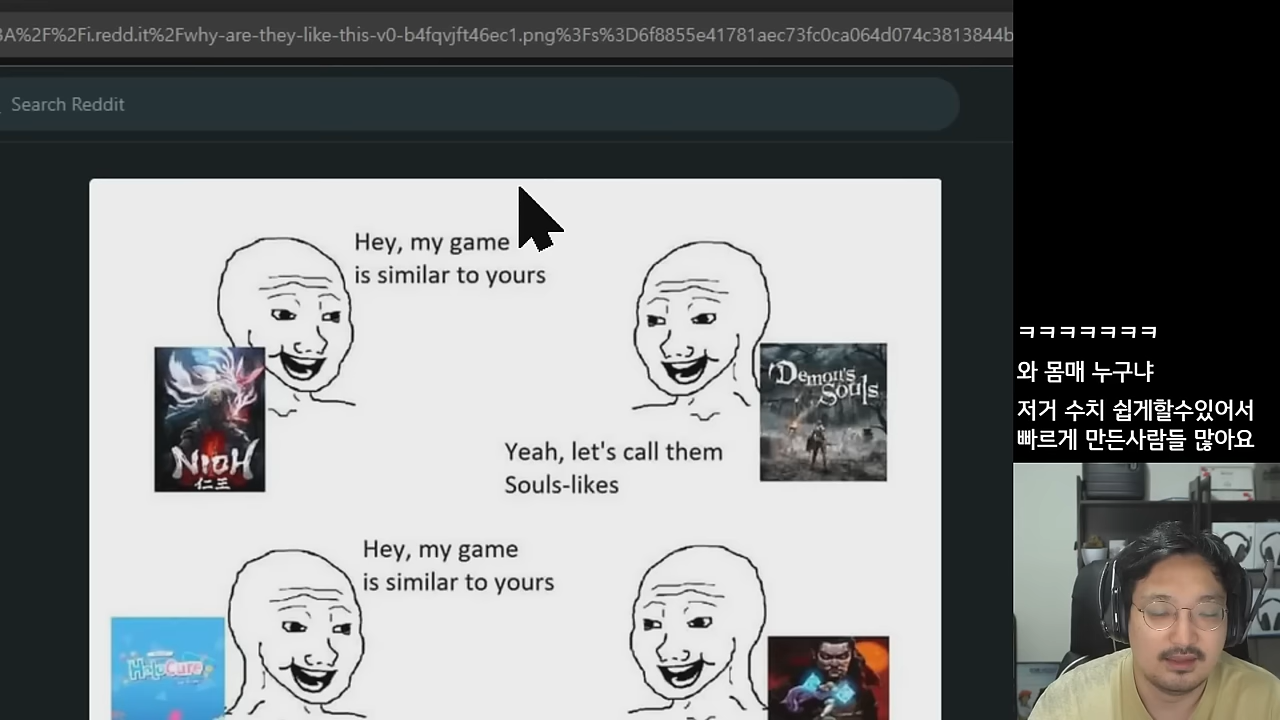 3A%2F%2Fi.redd.it%2Fwhy-are-they-like-this-v0-b4fqvjft46ec1.png%3Fs%3D6f8855e41781aec73fc0ca064d074c3813844b
Search Reddit
Hey, my game
is similar to yours
Demon's
Souls
NIOH
仁王
Yeah, let's call them
Souls-likes
Hey, my game
is similar to yours
HoloCure
ㅋㅋㅋㅋㅋㅋㅋ
와 몸매 누구냐
저거 수치 쉽게할수있어서
빠르게 만든사람들 많아요